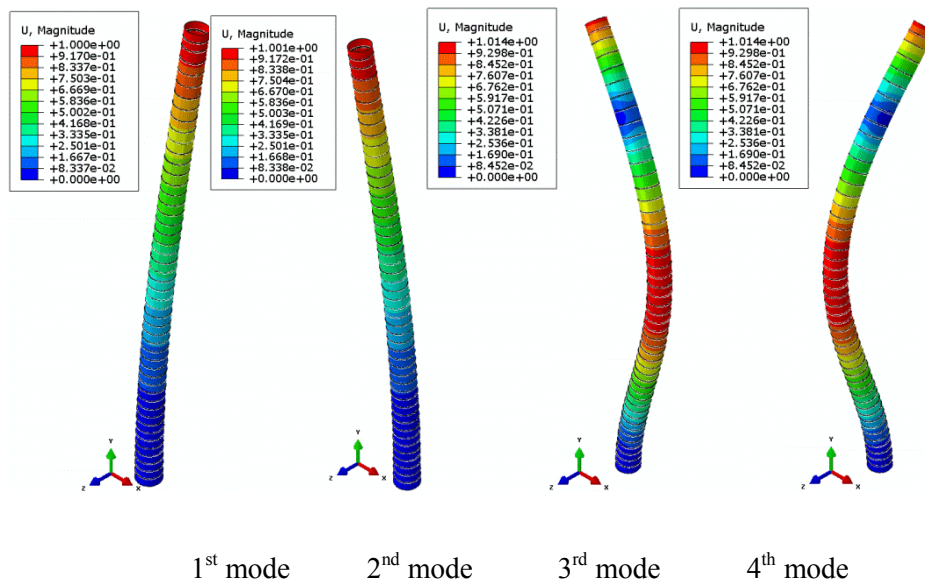 U, Magnitude
+1.000e+00
+9.170e-01
+8.337e-01
+7.503e-01
+6.669e-01
+5.836e-01
+5.002e-01
+4.168e-01
+3.335e-01
+2.501e-01
+1.667e-01
+8.337e-02
+0.000e+00
U, Magnitude
+1.001e+00
+9.172e-01
+8.338e-01
+7.504e-01
+6.670e-01
+5.836e-01
+5.003e-01
+4.169e-01
+3.335e-01
+2.501e-01
+1.668e-01
+8.338e-02
+0.000e+00
U, Magnitude
+1.014e+00
+9.298e-01
+8.452e-01
+7.607e-01
+6.762e-01
+5.917e-01
+5.071e-01
+4.226e-01
+3.381e-01
+2.536e-01
+1.690e-01
+8.452e-02
+0.000e+00
U, Magnitude
+1.014e+00
+9.298e-01
+8.452e-01
+7.607e-01
+6.762e-01
+5.917e-01
+5.071e-01
+4.226e-01
+3.381e-01
+2.536e-01
+1.690e-01
+8.452e-02
+0.000e+00
Y
Z X
Y
Z X
Y
Z X
Y
Z X
1st mode 2nd mode 3rd mode 4th mode